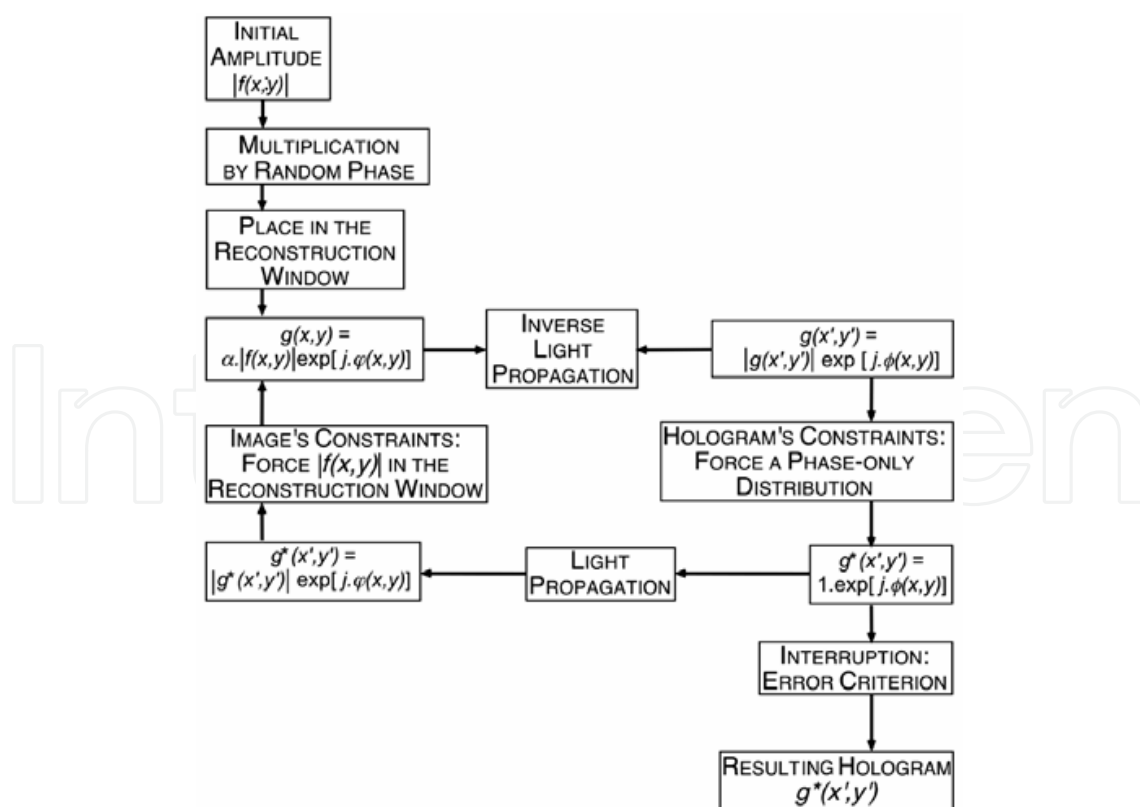 INITIAL
AMPLITUDE
|f(x,y)|
MULTIPLICATION
BY RANDOM PHASE
PLACE IN THE
RECONSTRUCTION
WINDOW
g(x,y) =
α.|f(x,y)|exp[j.φ(x,y)]
INVERSE
LIGHT
PROPAGATION
g(x',y') =
|g(x',y')| exp [j.ϕ(x,y)]
IMAGE'S CONSTRAINTS:
FORCE |f(x,y)| IN THE
RECONSTRUCTION WINDOW
HOLOGRAM'S CONSTRAINTS:
FORCE A PHASE-ONLY
DISTRIBUTION
g*(x',y') =
|g*(x',y')| exp[j.φ(x,y)]
LIGHT
PROPAGATION
g*(x',y') =
1.exp[j.ϕ(x,y)]
INTERRUPTION:
ERROR CRITERION
RESULTING HOLOGRAM
g*(x',y')